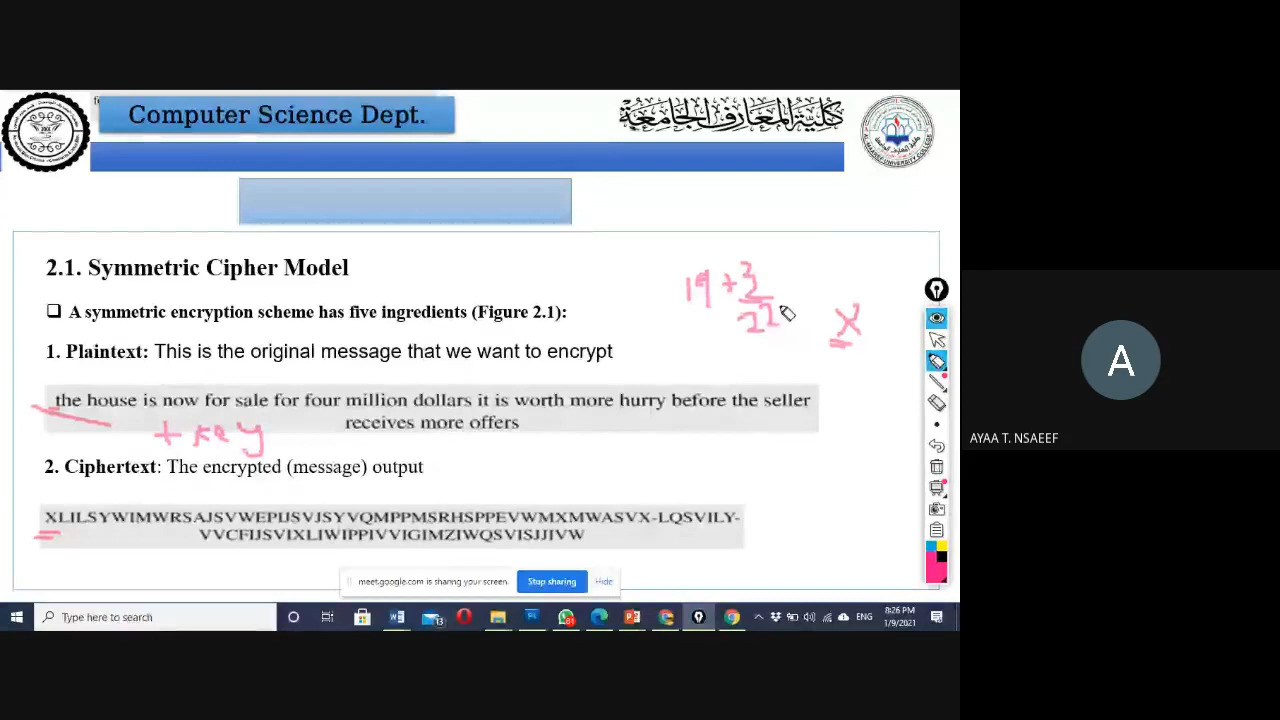 Computer Science Dept.
كلية المعارف الجامعة
2.1. Symmetric Cipher Model
❑ A symmetric encryption scheme has five ingredients (Figure 2.1):
19 + 3
22
X
1. Plaintext: This is the original message that we want to encrypt
the house is now for sale for four million dollars it is worth more hurry before the seller
receives more offers
+ key
2. Ciphertext: The encrypted (message) output
XLILSYWIMWRSAJSVWEPIJSVJSYVQMPPMSRHSPPEVWMXMWASVX-LQSVILY-
VVCFIJSVIXLIWIPPIVVIGIMZIWQSVISJJIVW
meet.google.com is sharing your screen.
Stop sharing
Hide
A
AYAA T. NSAEEF
Type here to search
13
ENG
8:26 PM
1/9/2021